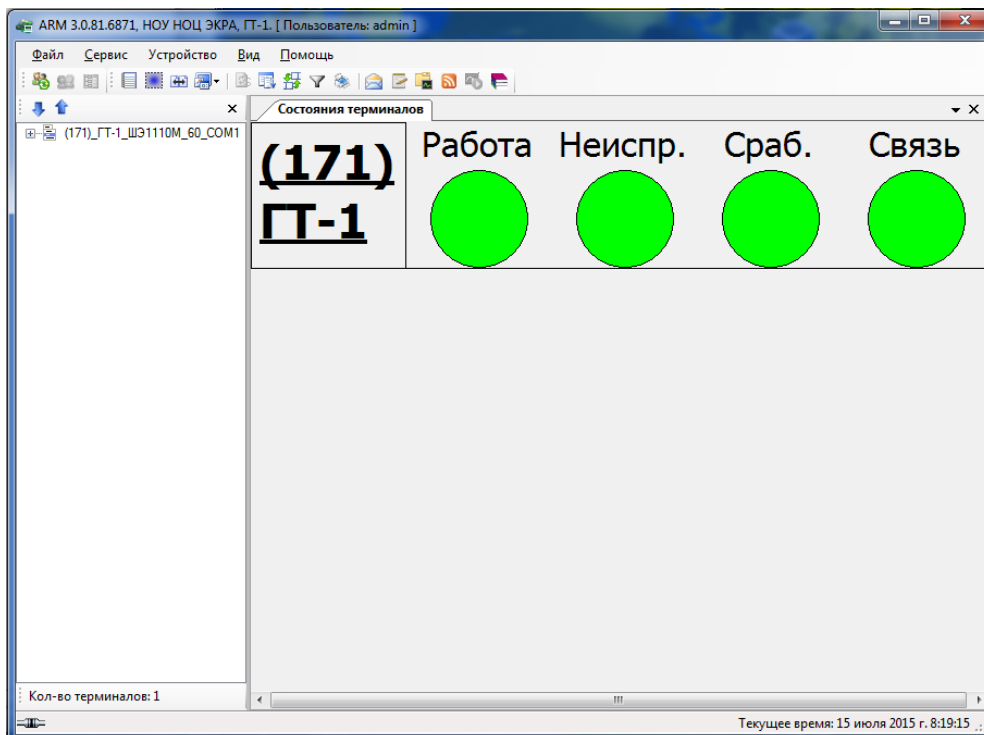 ARM 3.0.81.6871, НОУ НОЦ ЭКРА, ГТ-1. [ Пользователь: admin ]
Файл Сервис Устройство Вид Помощь
Состояния терминалов
(171)_ГТ-1_ШЭ1110М_60_COM1
(171)
ГТ-1
Работа Неиспр. Сраб. Связь
Кол-во терминалов: 1
Текущее время: 15 июля 2015 г. 8:19:15